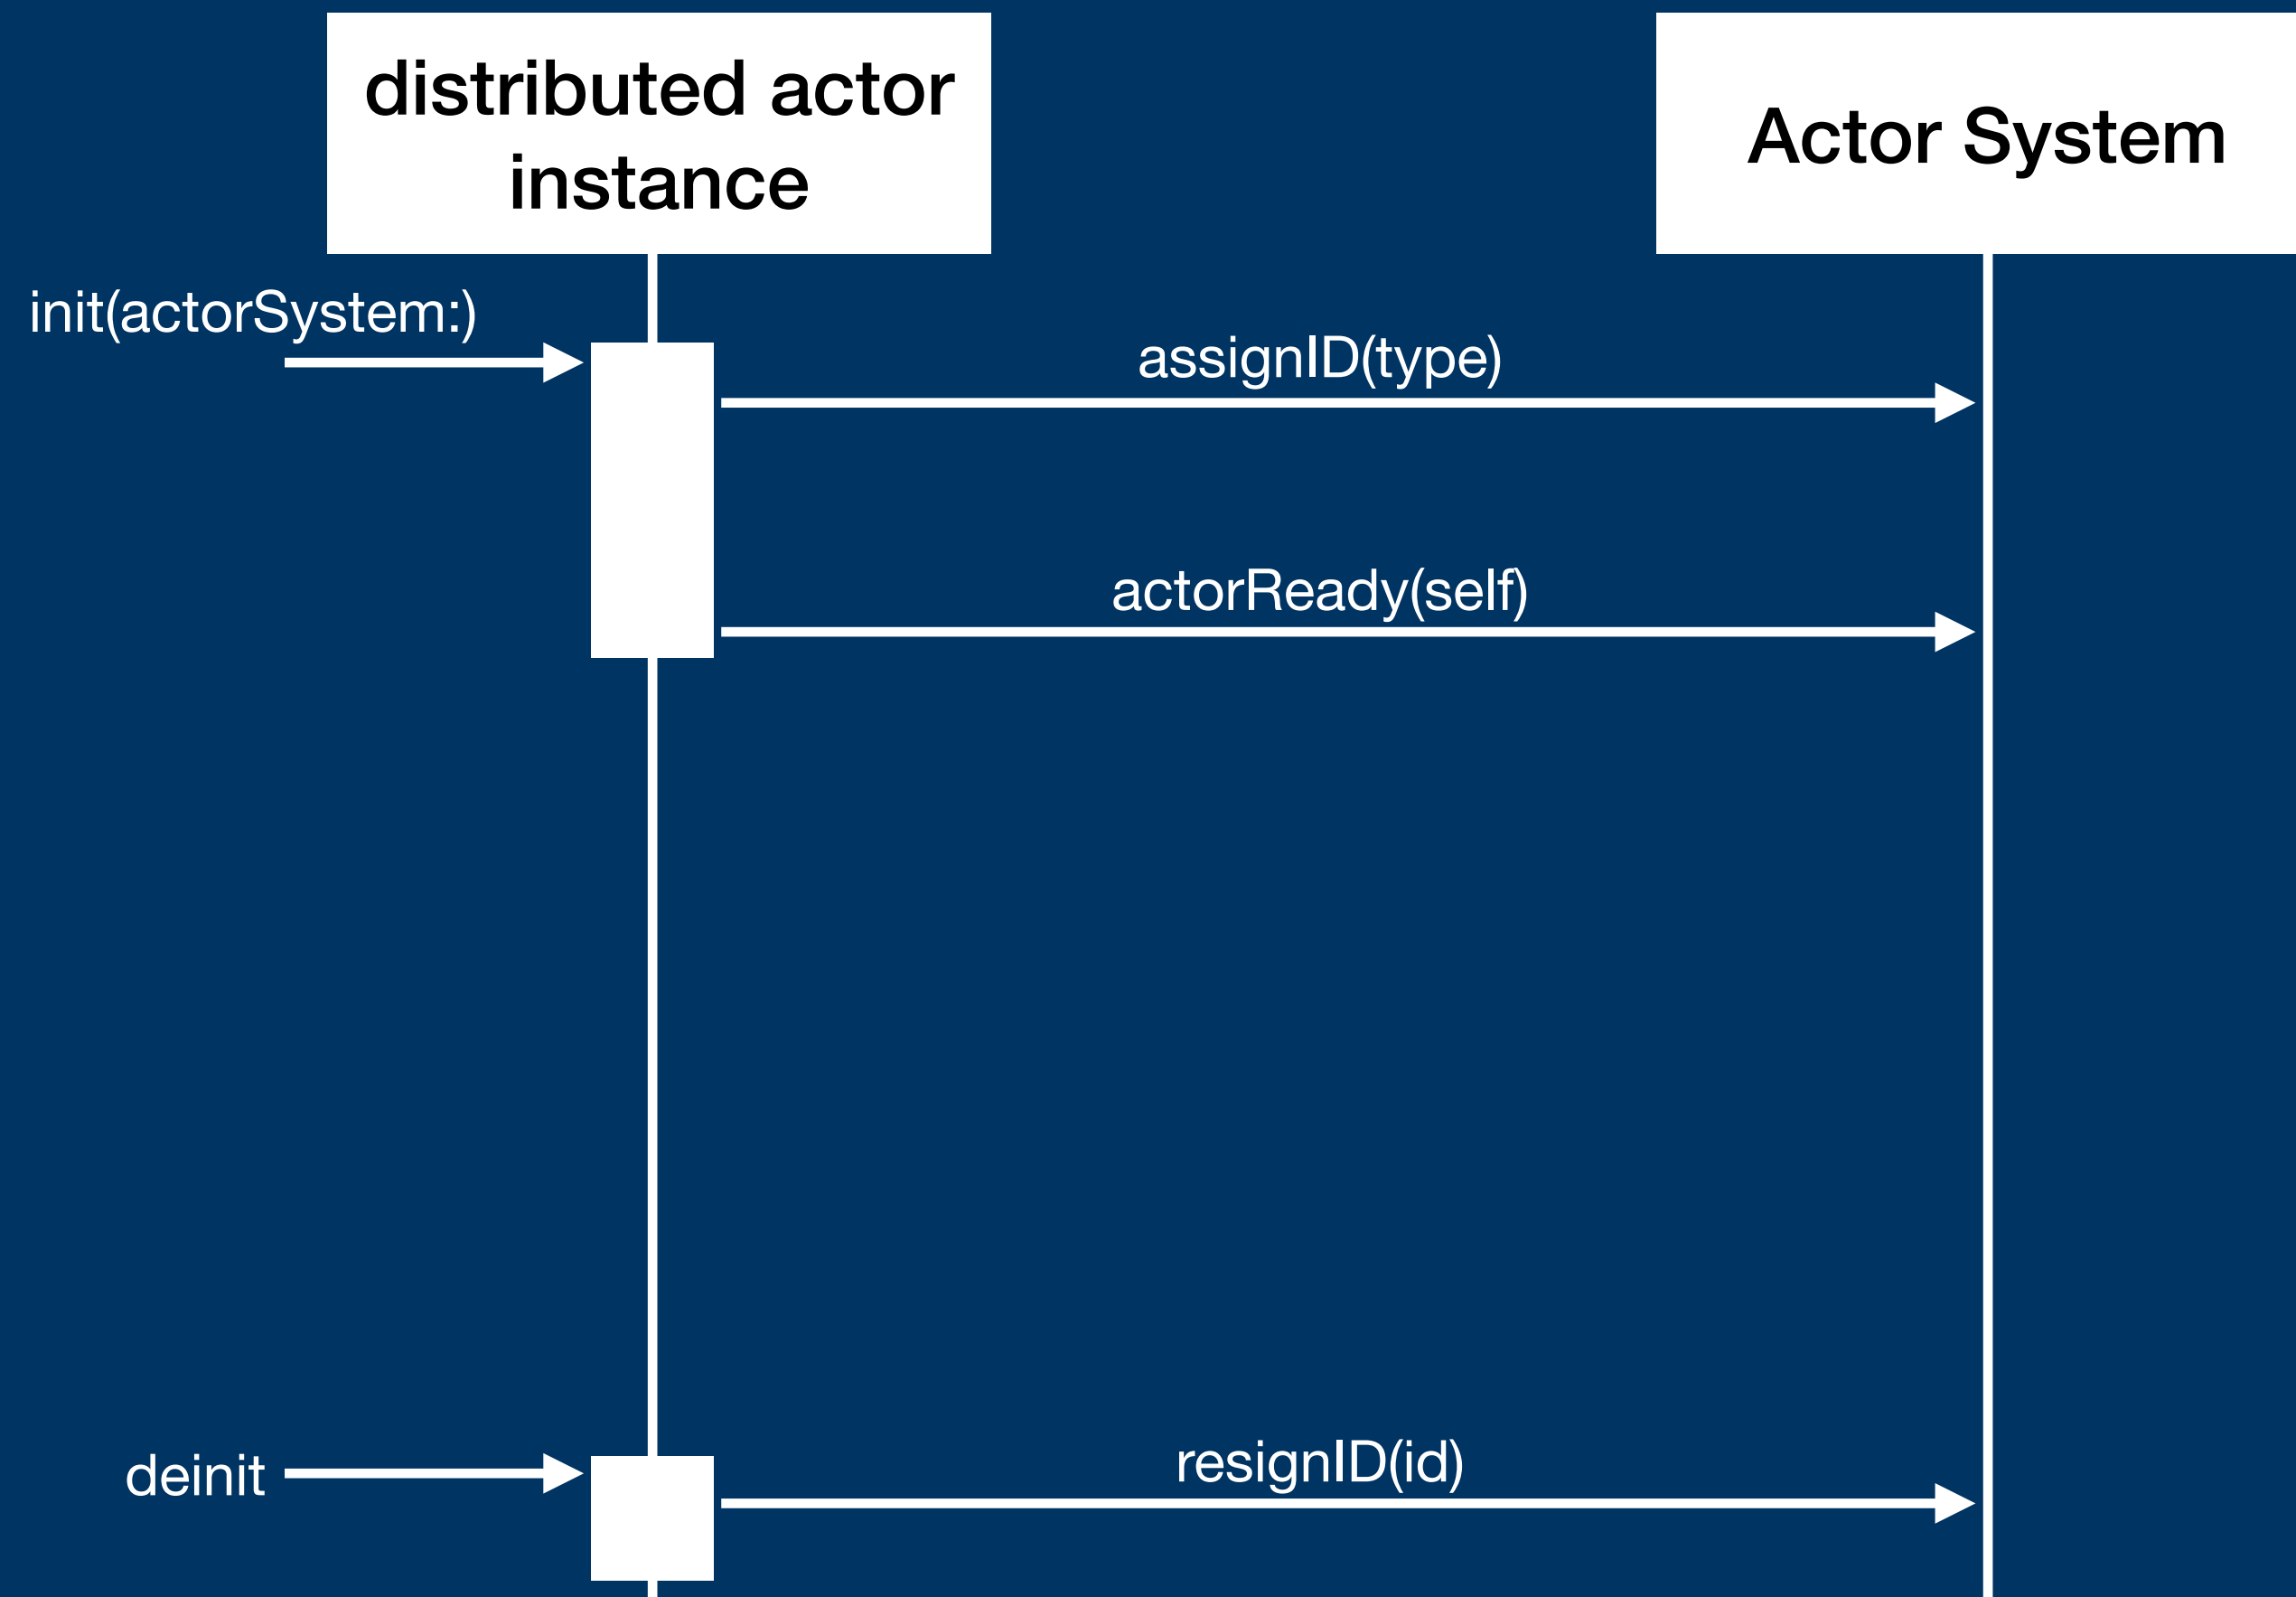 distributed actor
instance
Actor System
init(actorSystem:)
assignID(type)
actorReady(self)
deinit
resignID(id)